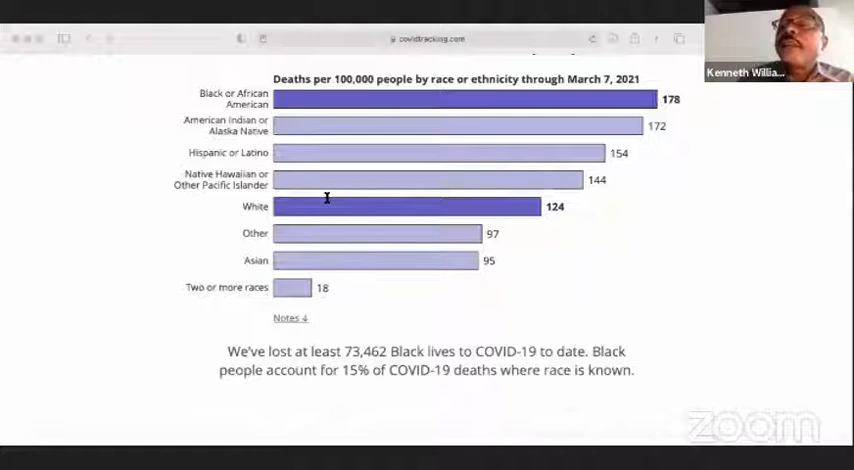 covidtracking.com
Kenneth Willia...
Deaths per 100,000 people by race or ethnicity through March 7, 2021
Black or African
American
178
American Indian or
Alaska Native
172
Hispanic or Latino
154
Native Hawaiian or
Other Pacific Islander
144
White
124
Other
97
Asian
95
Two or more races
18
Notes ↓
We've lost at least 73,462 Black lives to COVID-19 to date. Black
people account for 15% of COVID-19 deaths where race is known.
zoom